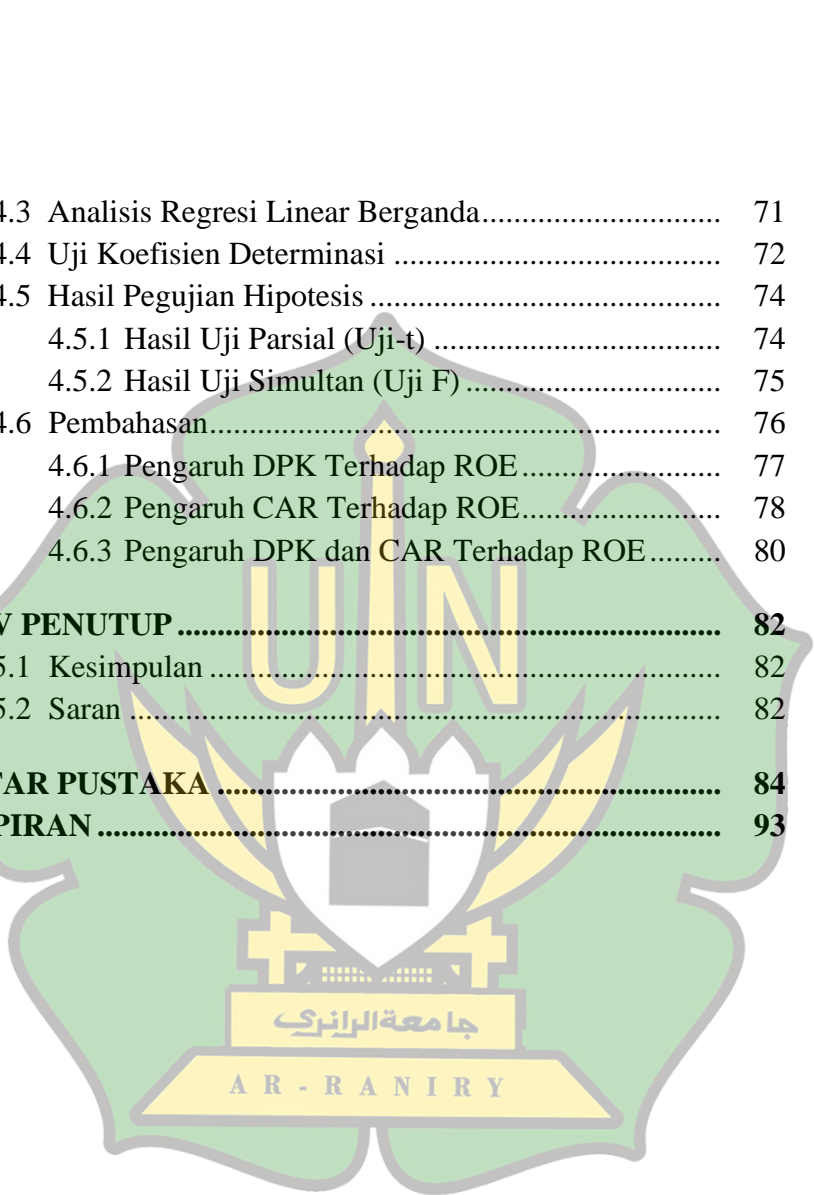 4.3 Analisis Regresi Linear Berganda.............................. 71
4.4 Uji Koefisien Determinasi ......................................... 72
4.5 Hasil Pegujian Hipotesis ............................................ 74
4.5.1 Hasil Uji Parsial (Uji-t) .................................... 74
4.5.2 Hasil Uji Simultan (Uji F) ................................ 75
4.6 Pembahasan................................................................ 76
4.6.1 Pengaruh DPK Terhadap ROE......................... 77
4.6.2 Pengaruh CAR Terhadap ROE......................... 78
4.6.3 Pengaruh DPK dan CAR Terhadap ROE ......... 80
V PENUTUP .................................................................... 82
5.1 Kesimpulan ................................................................ 82
5.2 Saran .......................................................................... 82
TAR PUSTAKA ............................................................... 84
PIRAN .............................................................................. 93
UIN
جامعةالرانري
AR-RANIRY